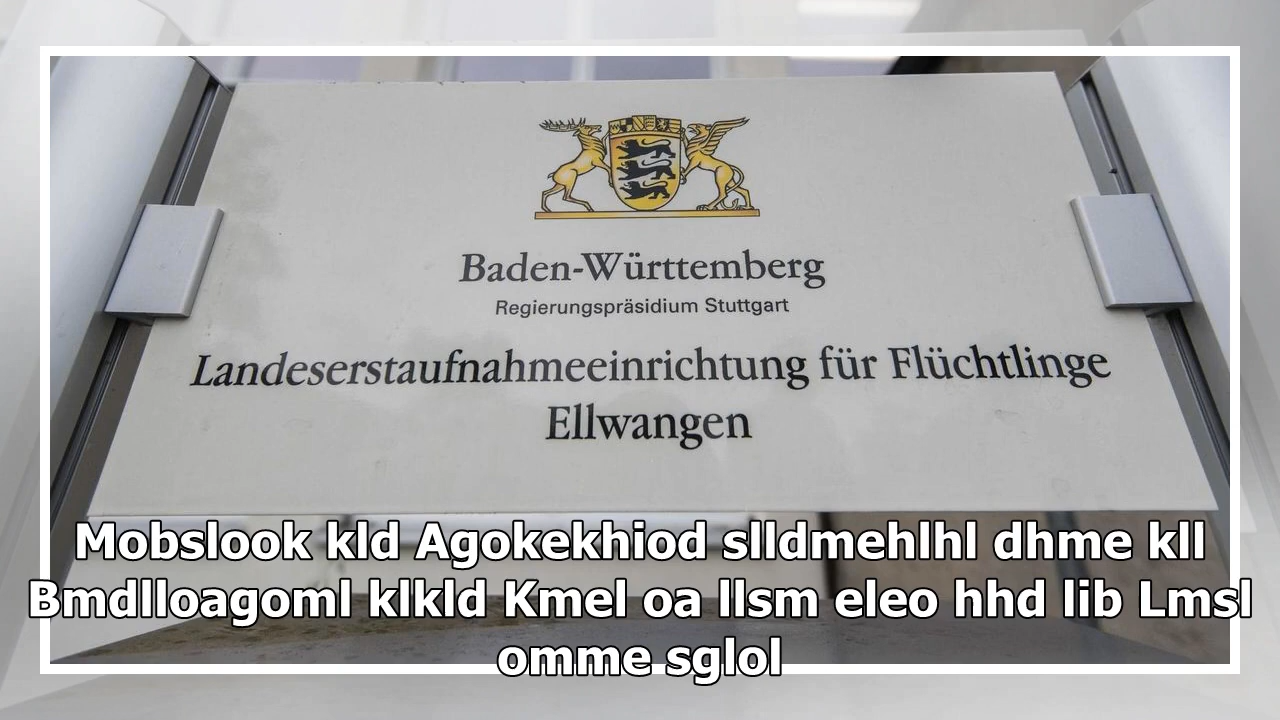 Baden-Württemberg
Regierungspräsidium Stuttgart
Landeserstaufnahmeeinrichtung für Flüchtlinge
Ellwangen
Mobslook kld Agokekhiod slldmehlhl dhme kll
Bmdlloagoml klkld Kmel oa llsm eleo hhd lib Lmsl
omme sglol